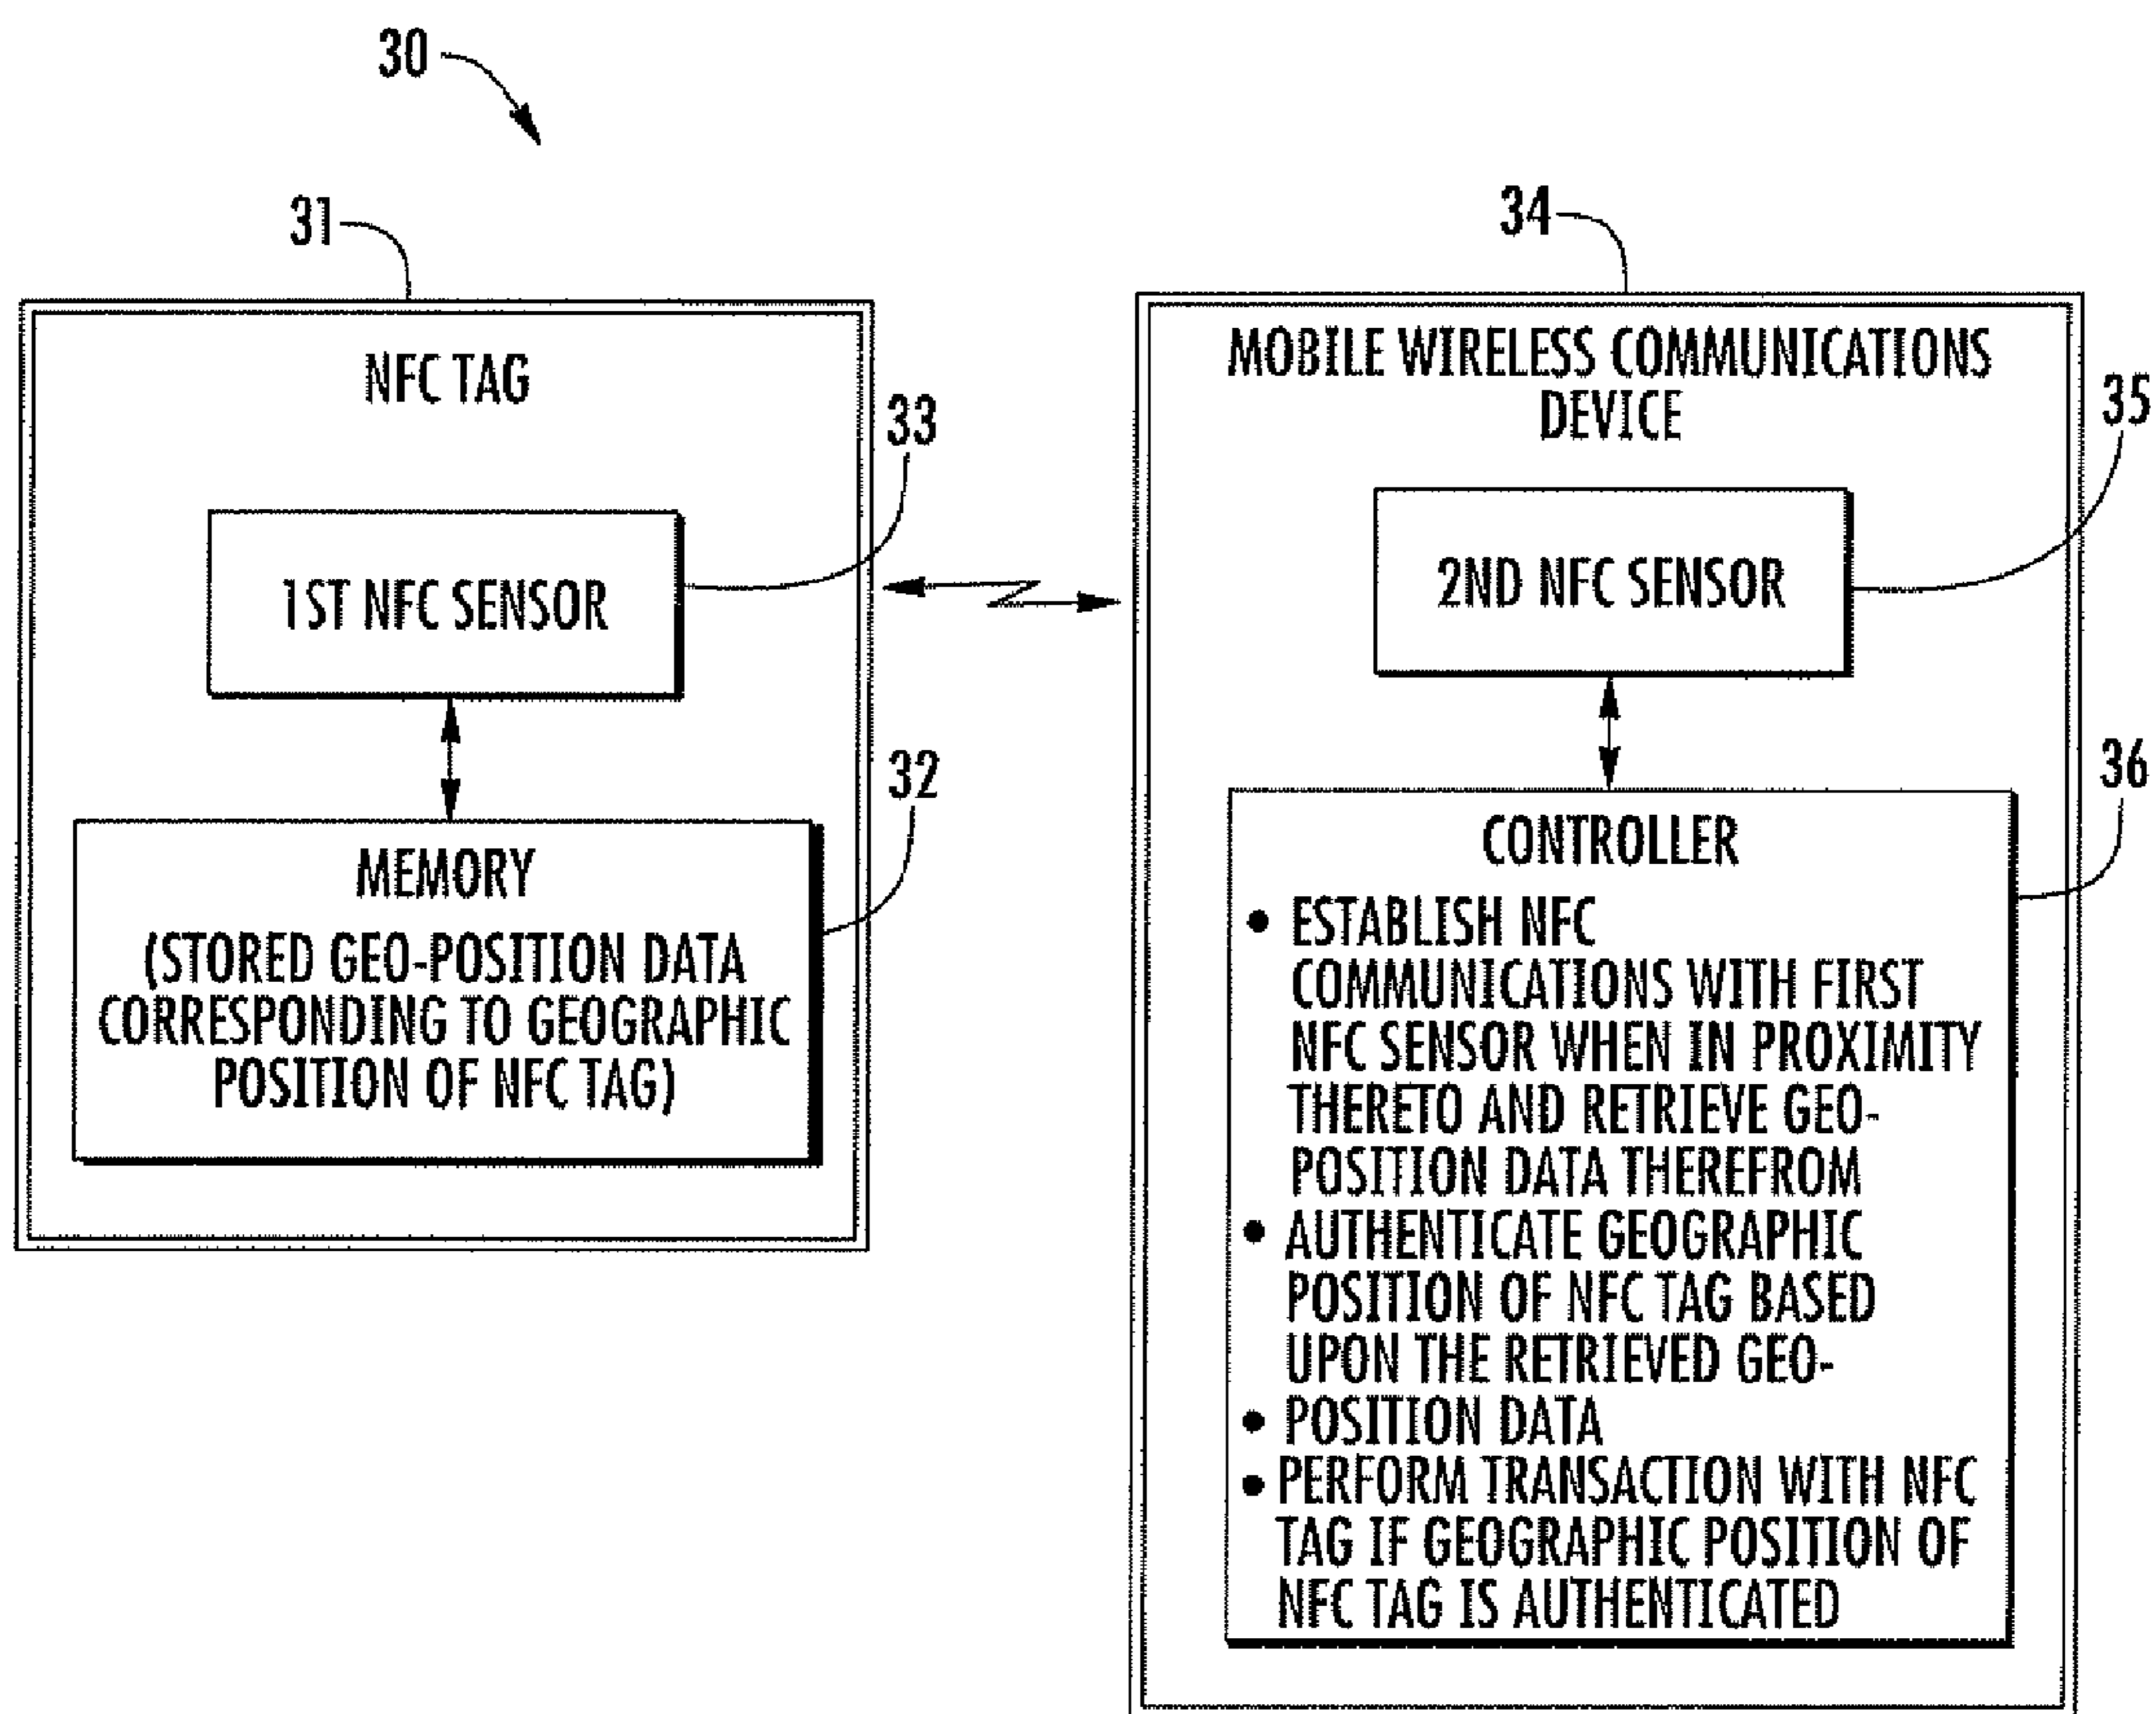 30
31
NFC TAG
33
1ST NFC SENSOR
32
MEMORY
(STORED GEO-POSITION DATA
CORRESPONDING TO GEOGRAPHIC
POSITION OF NFC TAG)
34
MOBILE WIRELESS COMMUNICATIONS
DEVICE
35
2ND NFC SENSOR
36
CONTROLLER
• ESTABLISH NFC
COMMUNICATIONS WITH FIRST
NFC SENSOR WHEN IN PROXIMITY
THERETO AND RETRIEVE GEO-
POSITION DATA THEREFROM
• AUTHENTICATE GEOGRAPHIC
POSITION OF NFC TAG BASED
UPON THE RETRIEVED GEO-
• POSITION DATA
• PERFORM TRANSACTION WITH NFC
TAG IF GEOGRAPHIC POSITION OF
NFC TAG IS AUTHENTICATED